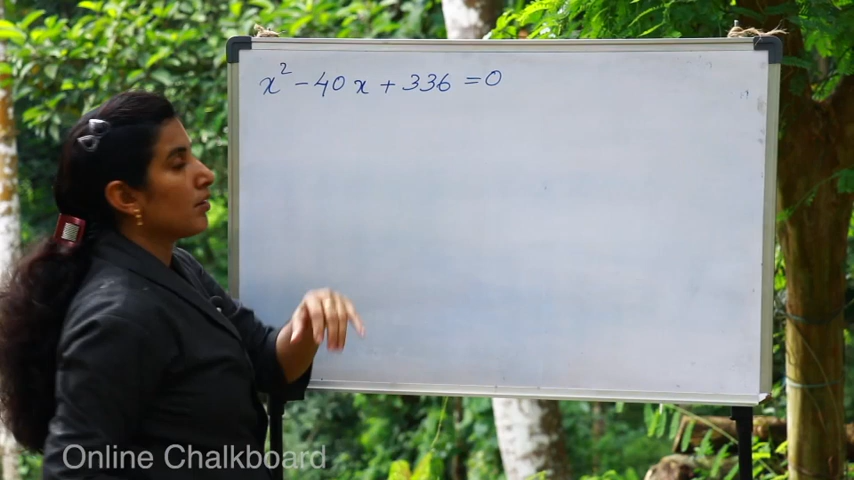 x² – 40x + 336 = 0
Online Chalkboard